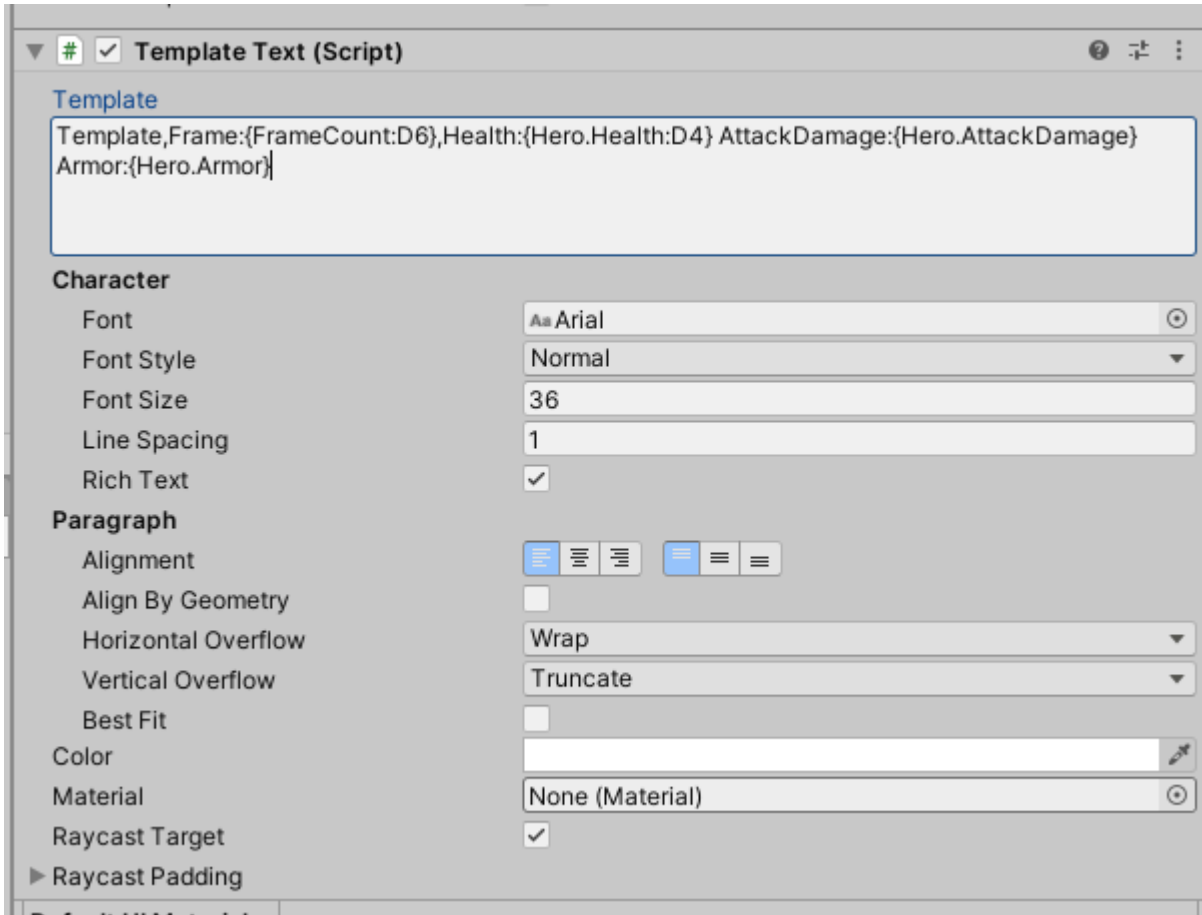 Template Text (Script)
Template
Template,Frame:{FrameCount:D6},Health:{Hero.Health:D4} AttackDamage:{Hero.AttackDamage}
Armor:{Hero.Armor}
Character
Font Aa Arial
Font Style Normal
Font Size 36
Line Spacing 1
Rich Text
Paragraph
Alignment
Align By Geometry
Horizontal Overflow Wrap
Vertical Overflow Truncate
Best Fit
Color
Material None (Material)
Raycast Target
Raycast Padding